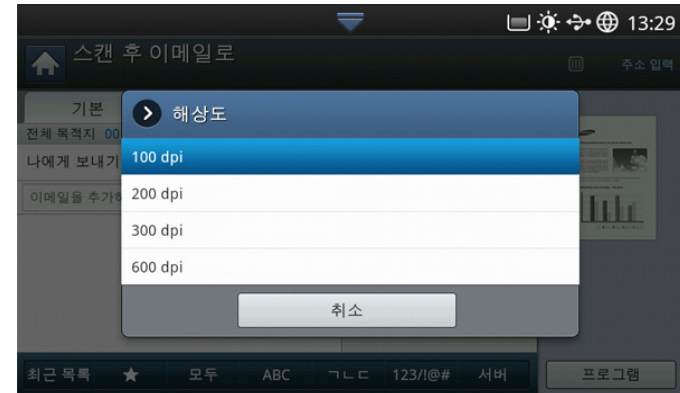 13:29
스캔 후 이메일로
주소 입력
기본
해상도
전체 목적지 00
나에게 보내기
100 dpi
이메일을 추가하
200 dpi
300 dpi
600 dpi
취소
최근 목록 ★ 모두 ABC ㄱㄴㄷ 123/!@# 서버 프로그램